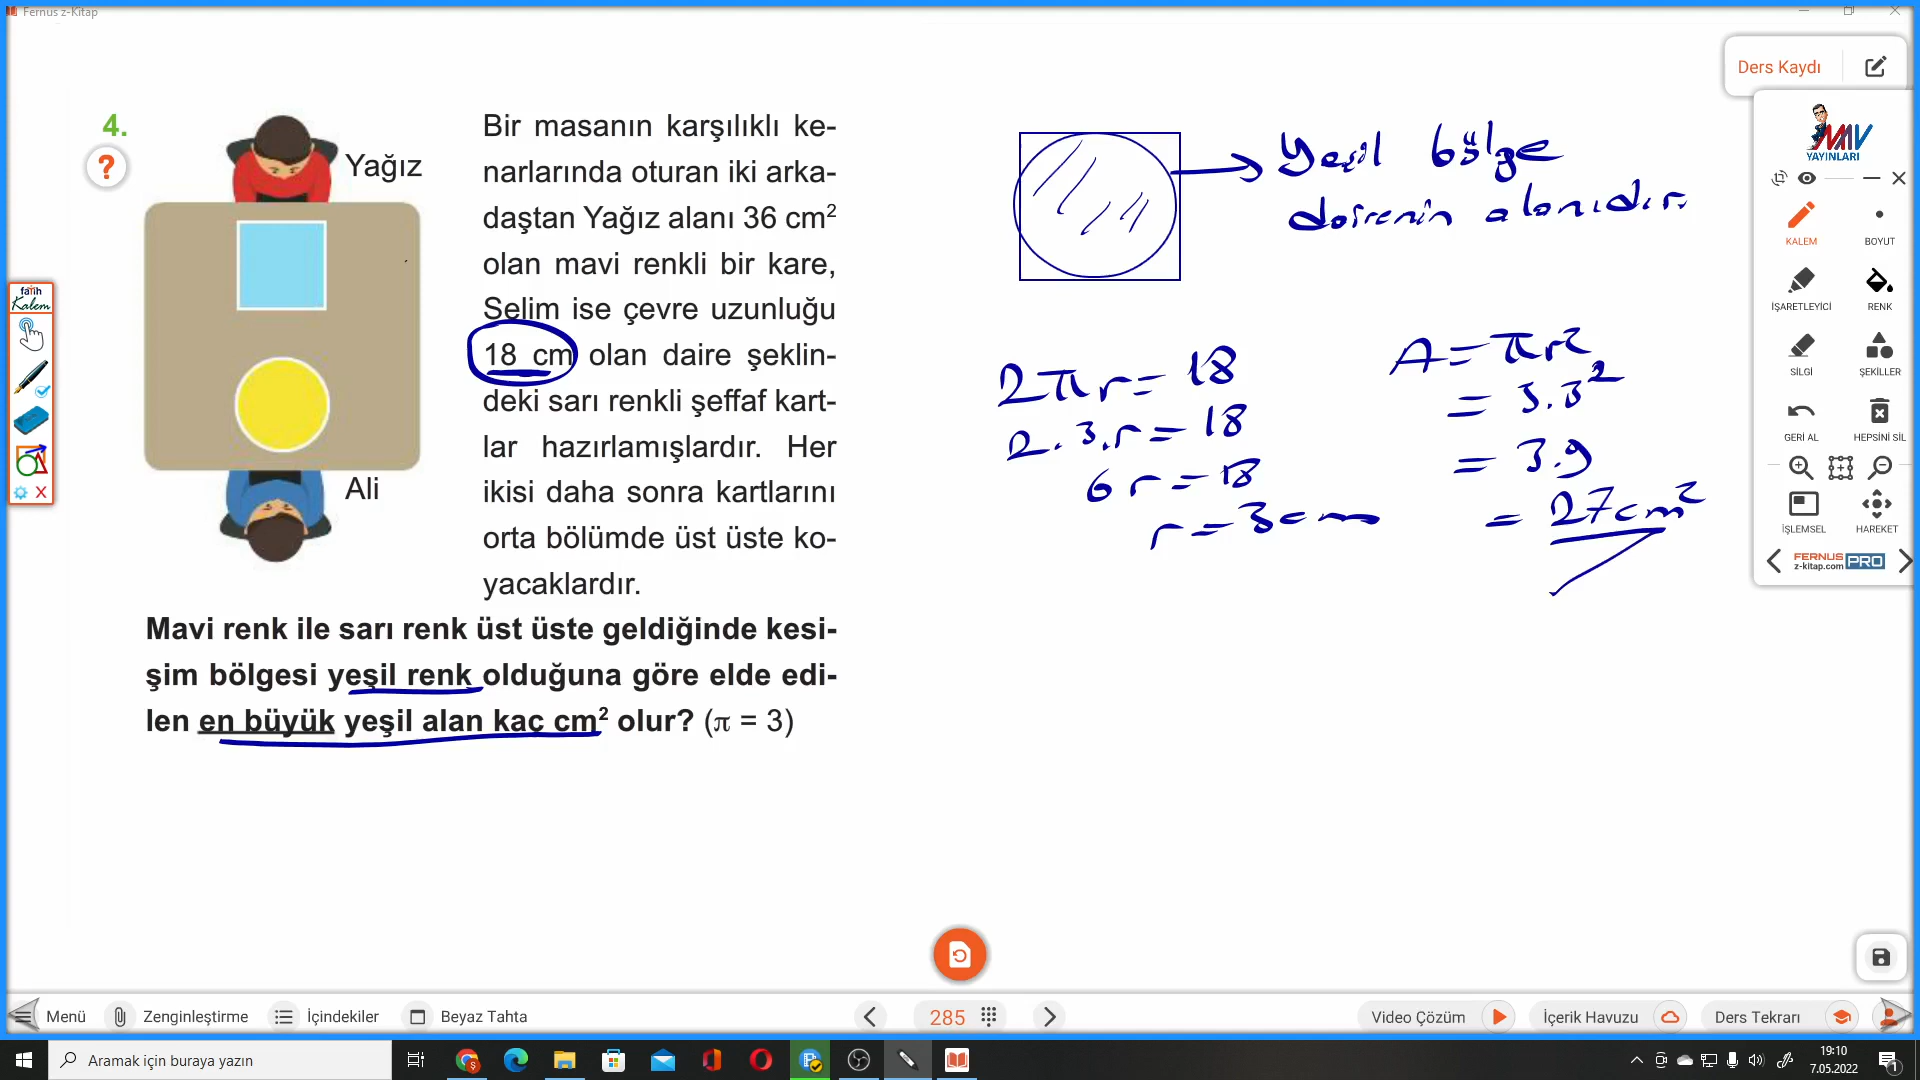 Fernus z-Kitap
Ders Kaydı
4.
?
Yağız
Ali
Bir masanın karşılıklı ke-
narlarında oturan iki arka-
daştan Yağız alanı 36 cm²
olan mavi renkli bir kare,
Selim ise çevre uzunluğu
18 cm olan daire şeklin-
deki sarı renkli şeffaf kart-
lar hazırlamışlardır. Her
ikisi daha sonra kartlarını
orta bölümde üst üste ko-
yacaklardır.
Mavi renk ile sarı renk üst üste geldiğinde kesi-
şim bölgesi yeşil renk olduğuna göre elde edi-
len en büyük yeşil alan kaç cm² olur? (π = 3)
Yeşil bölge
dairenin alanıdır.
2πr = 18
2.3.r = 18
6r = 18
r = 3cm
A = πr²
= 3.3²
= 3.9
= 27cm²
fatih
Kalem
X
MAV
YAYINLARI
KALEM
BOYUT
İŞARETLEYİCİ
RENK
SİLGİ
ŞEKİLLER
GERİ AL
HEPSİNİ SİL
İŞLEMSEL
HAREKET
FERNUS
z-kitap.com PRO
Menü
Zenginleştirme
İçindekiler
Beyaz Tahta
285
Video Çözüm
İçerik Havuzu
Ders Tekrarı
Aramak için buraya yazın
19:10
7.05.2022
1